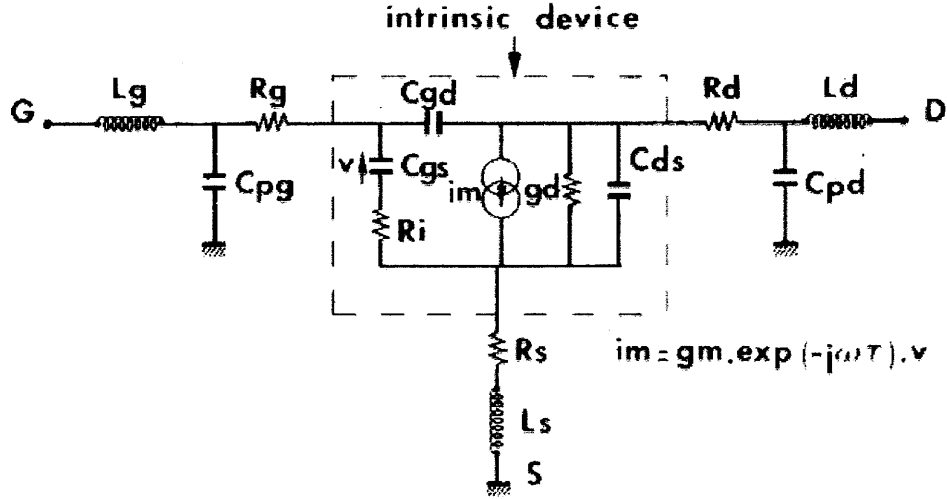 intrinsic device
G
Lg
Rg
Cgd
Rd
Ld
D
Cpg
v
Cgs
im
gd
Cds
Cpd
Ri
Rs
im = gm.exp (-jωτ).v
Ls
S